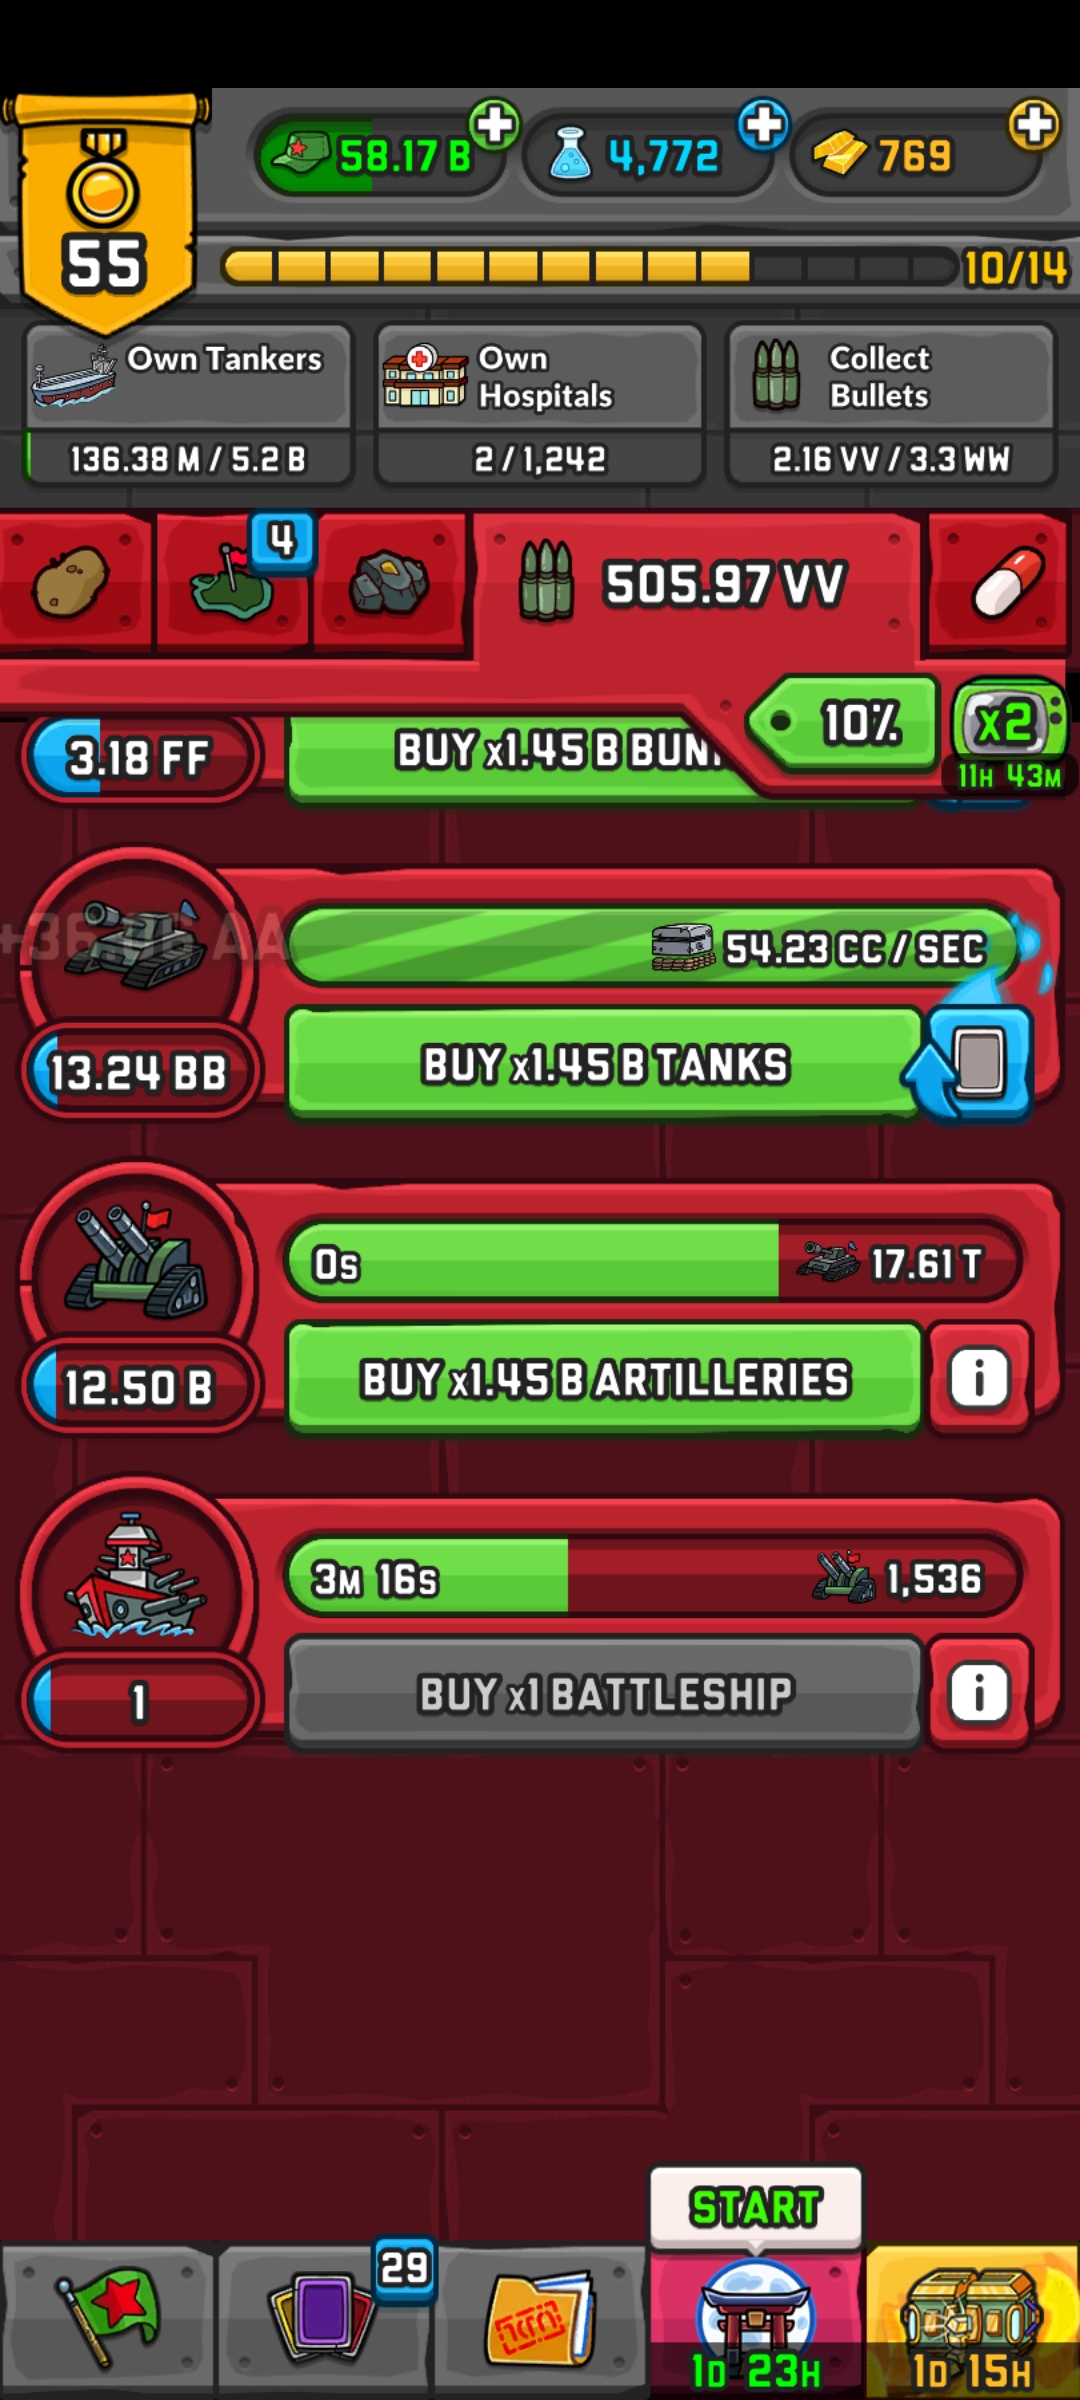 55
58.17 B
4,772
769
10/14
Own Tankers
136.38 M / 5.2 B
Own
Hospitals
2 / 1,242
Collect
Bullets
2.16 VV / 3.3 WW
4
505.97 VV
10%
x2
11H 43M
3.18 FF
BUY x1.45 B
+36.06 AA
54.23 CC / SEC
13.24 BB
BUY x1.45 B TANKS
0s
17.61 T
12.50 B
BUY x1.45 B ARTILLERIES
i
3M 16s
1,536
1
BUY x1 BATTLESHIP
i
START
29
1D 23H
1D 15H